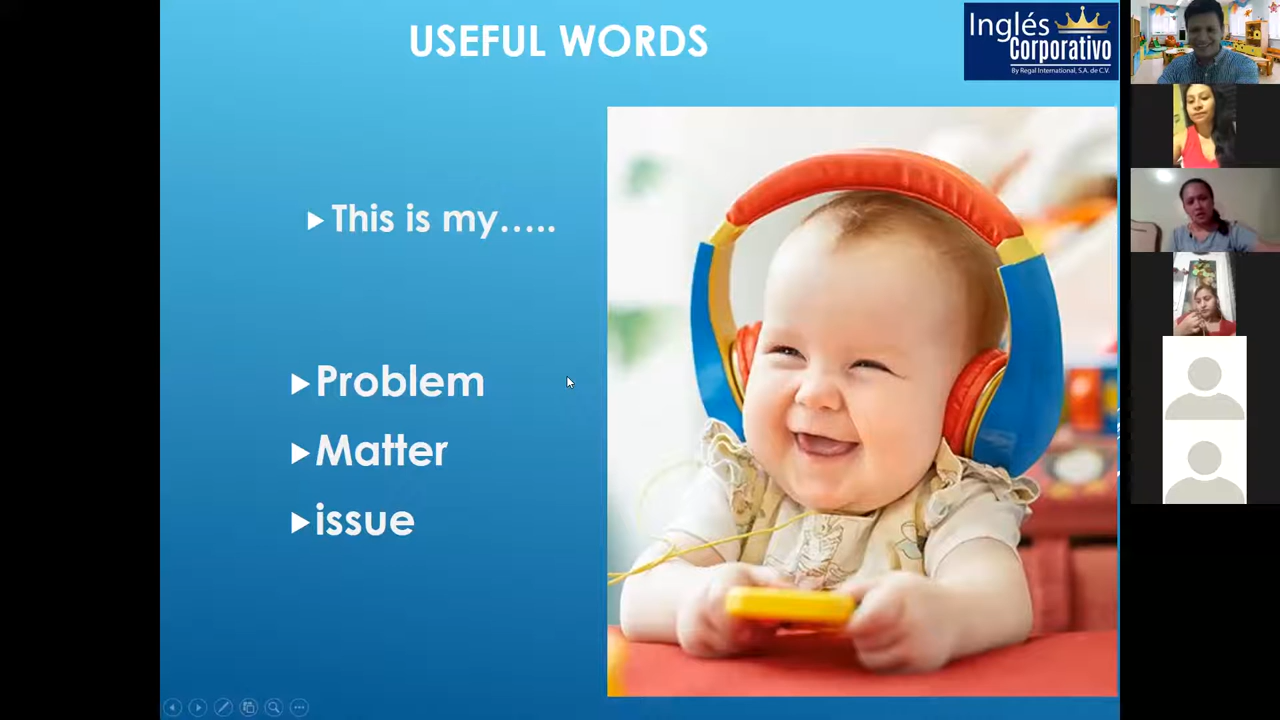 USEFUL WORDS
Inglés
Corporativo
By Regal International, S.A. de C.V.
This is my.....
Problem
Matter
issue